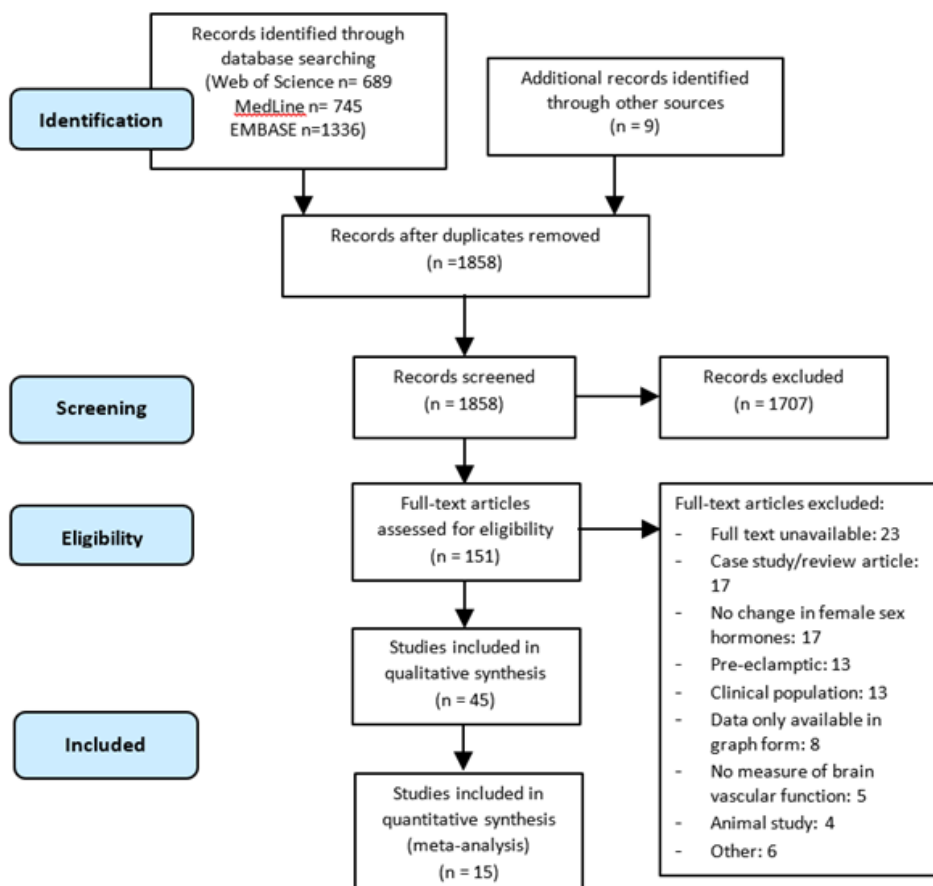 Records identified through
database searching
(Web of Science n= 689
MedLine n= 745
EMBASE n=1336)
Additional records identified
through other sources
(n = 9)
Identification
Records after duplicates removed
(n =1858)
Records screened
(n = 1858)
Records excluded
(n = 1707)
Screening
Full-text articles
assessed for eligibility
(n = 151)
Eligibility
Full-text articles excluded:
- Full text unavailable: 23
- Case study/review article:
17
- No change in female sex
hormones: 17
- Pre-eclamptic: 13
- Clinical population: 13
- Data only available in
graph form: 8
- No measure of brain
vascular function: 5
- Animal study: 4
- Other: 6
Studies included in
qualitative synthesis
(n = 45)
Included
Studies included in
quantitative synthesis
(meta-analysis)
(n = 15)